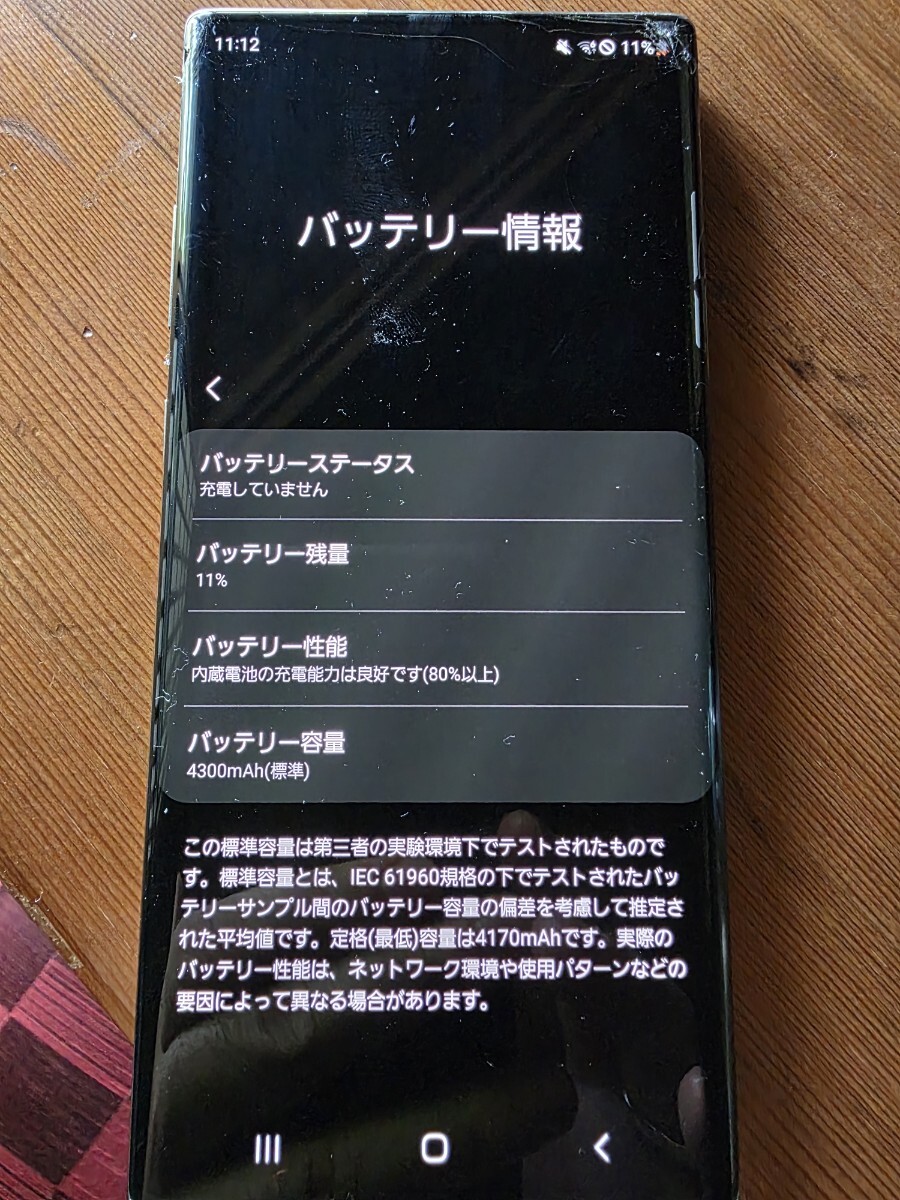 11:12 11%
バッテリー情報
バッテリーステータス
充電していません
バッテリー残量
11%
バッテリー性能
内蔵電池の充電能力は良好です(80%以上)
バッテリー容量
4300mAh(標準)
この標準容量は第三者の実験環境下でテストされたもので
す。標準容量とは、IEC 61960規格の下でテストされたバッ
テリーサンプル間のバッテリー容量の偏差を考慮して推定さ
れた平均値です。定格(最低)容量は4170mAhです。実際の
バッテリー性能は、ネットワーク環境や使用パターンなどの
要因によって異なる場合があります。